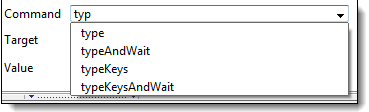 Command typ
type
Target
typeAndWait
typeKeys
Value
typeKeysAndWait